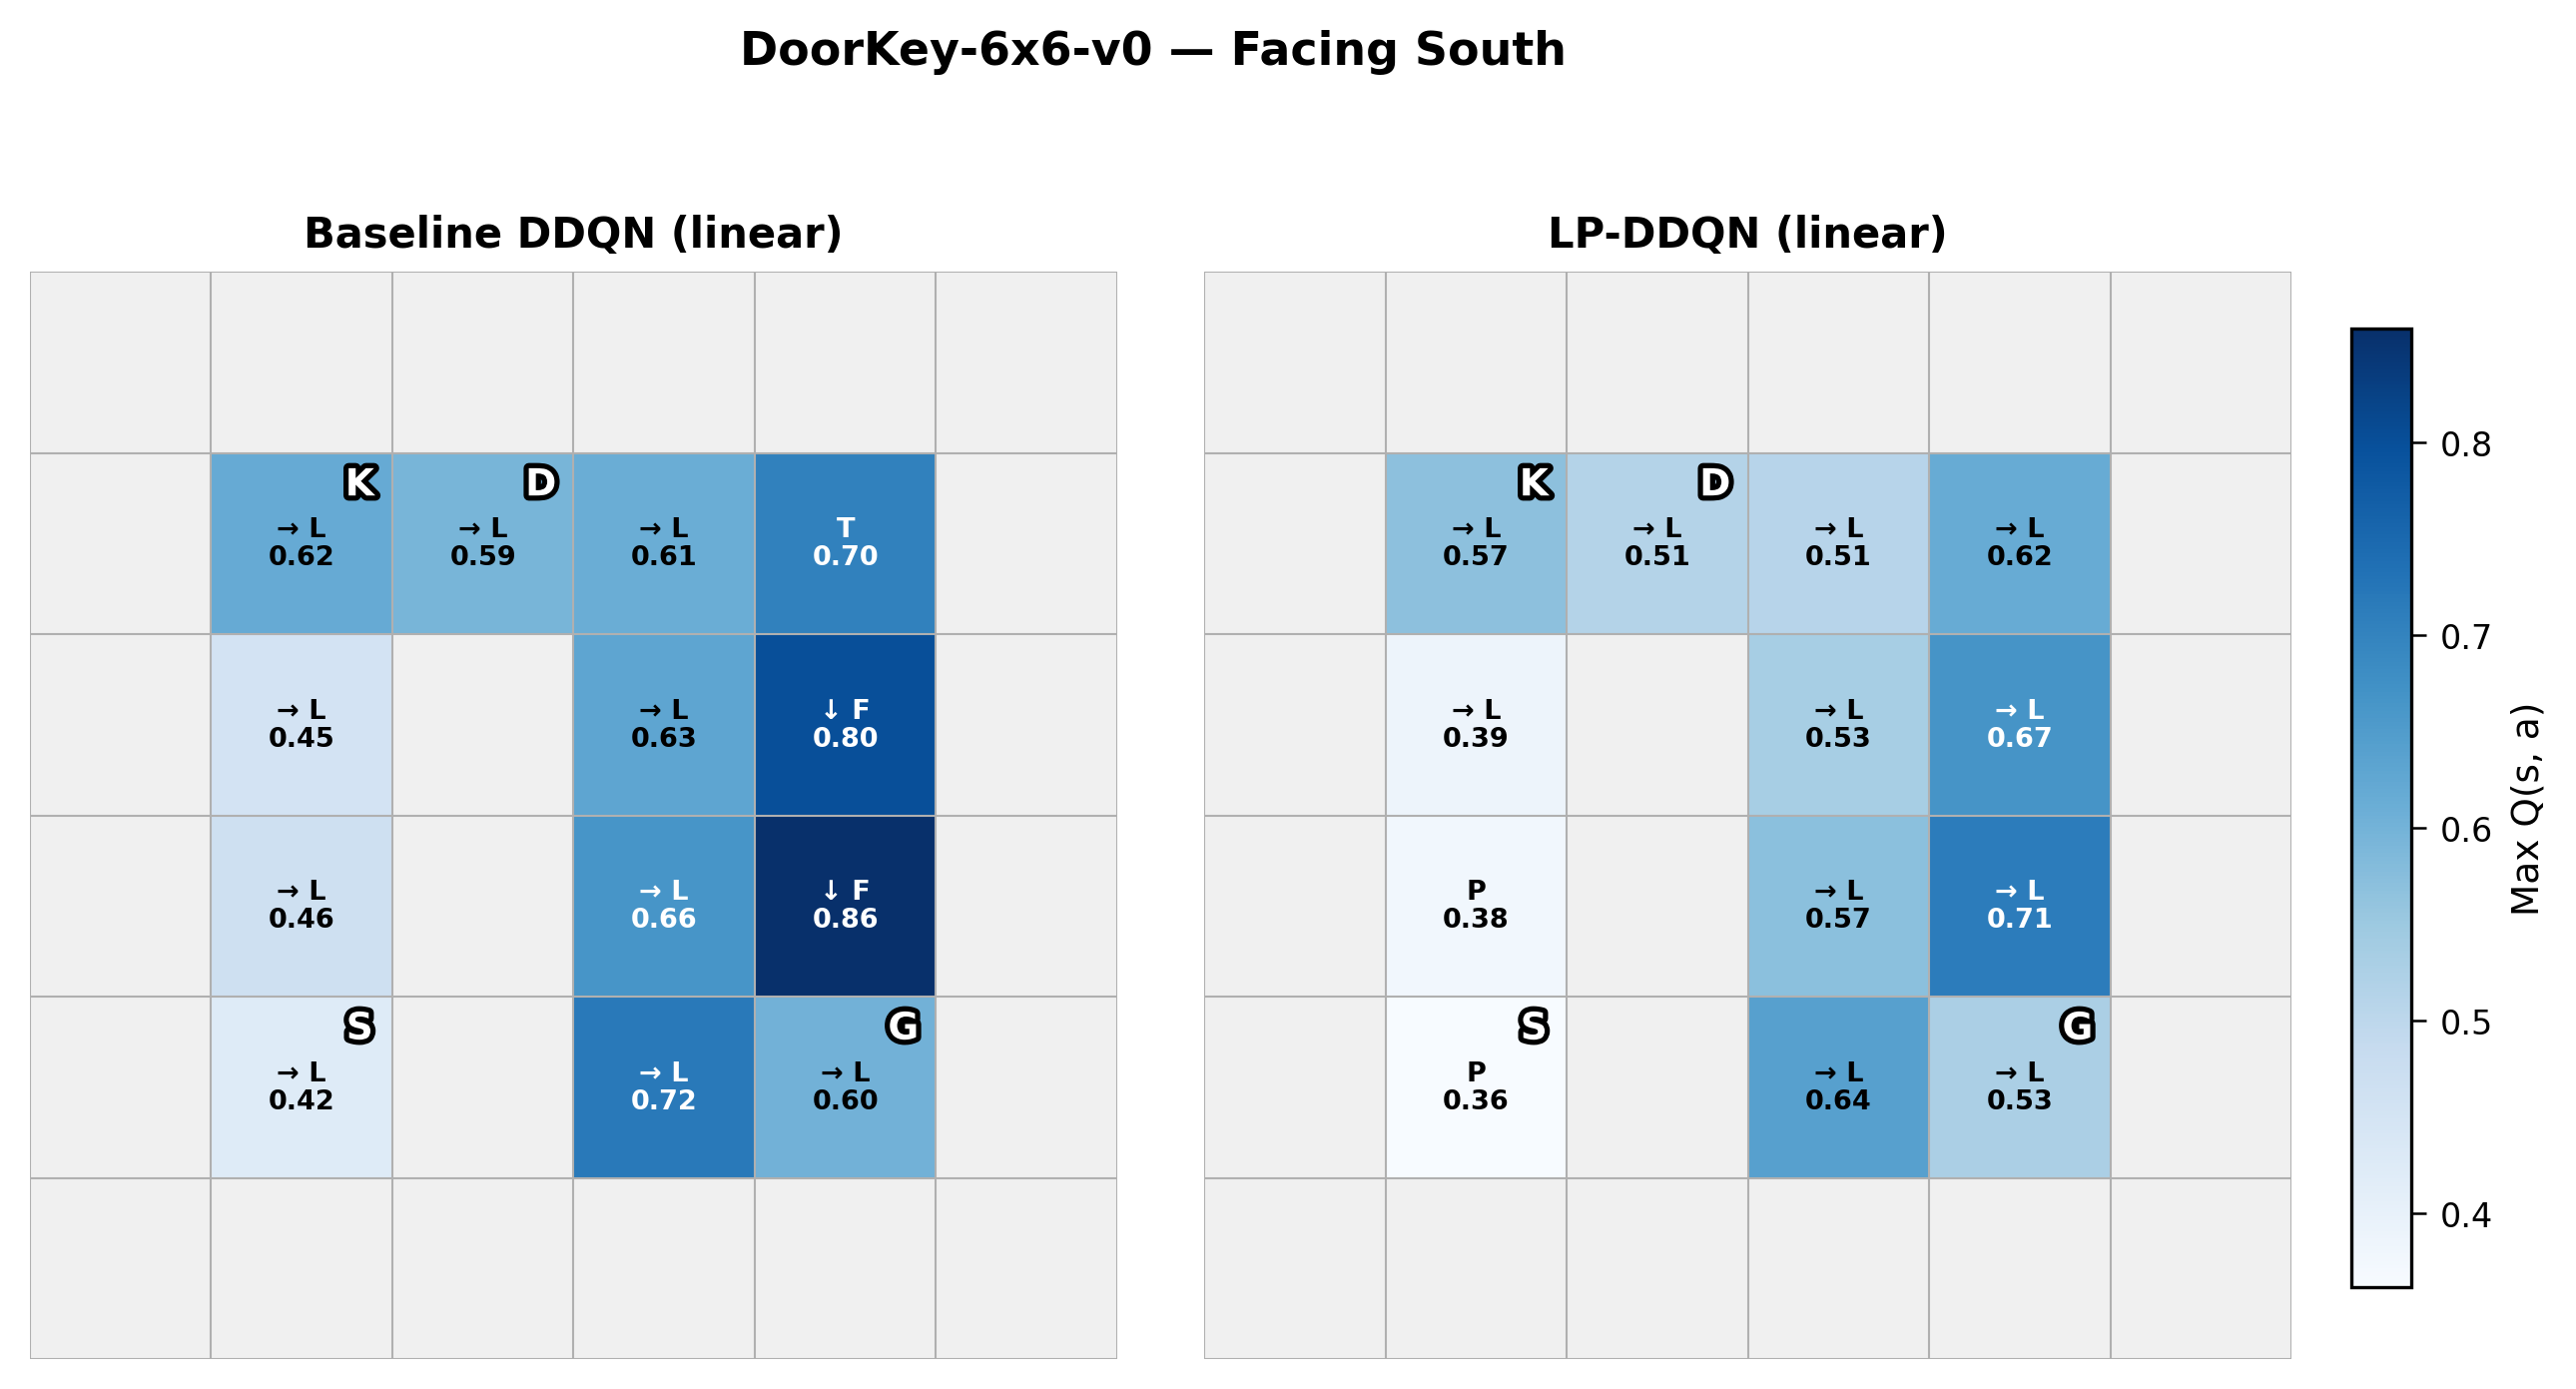 DoorKey-6x6-v0 — Facing South
Baseline DDQN (linear)
K
→ L
0.62
D
→ L
0.59
→ L
0.61
T
0.70
→ L
0.45
→ L
0.63
↓ F
0.80
→ L
0.46
→ L
0.66
↓ F
0.86
S
→ L
0.42
→ L
0.72
G
→ L
0.60
LP-DDQN (linear)
K
→ L
0.57
D
→ L
0.51
→ L
0.51
→ L
0.62
→ L
0.39
→ L
0.53
→ L
0.67
P
0.38
→ L
0.57
→ L
0.71
S
P
0.36
→ L
0.64
G
→ L
0.53
0.8
0.7
0.6
0.5
0.4
Max Q(s, a)